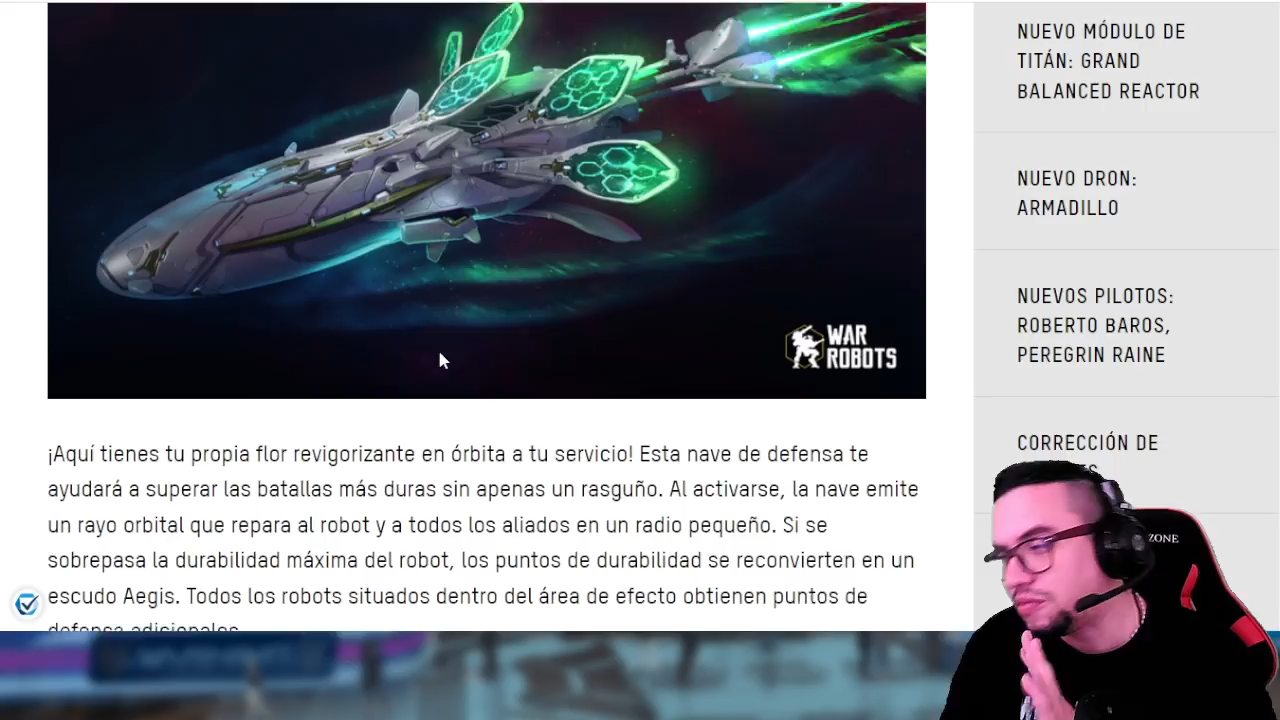 WAR
ROBOTS
¡Aquí tienes tu propia flor revigorizante en órbita a tu servicio! Esta nave de defensa te
ayudará a superar las batallas más duras sin apenas un rasguño. Al activarse, la nave emite
un rayo orbital que repara al robot y a todos los aliados en un radio pequeño. Si se
sobrepasa la durabilidad máxima del robot, los puntos de durabilidad se reconvierten en un
escudo Aegis. Todos los robots situados dentro del área de efecto obtienen puntos de
defensa adicionales.
NUEVO MÓDULO DE
TITÁN: GRAND
BALANCED REACTOR
NUEVO DRON:
ARMADILLO
NUEVOS PILOTOS:
ROBERTO BAROS,
PEREGRIN RAINE
CORRECCIÓN DE
ZONE